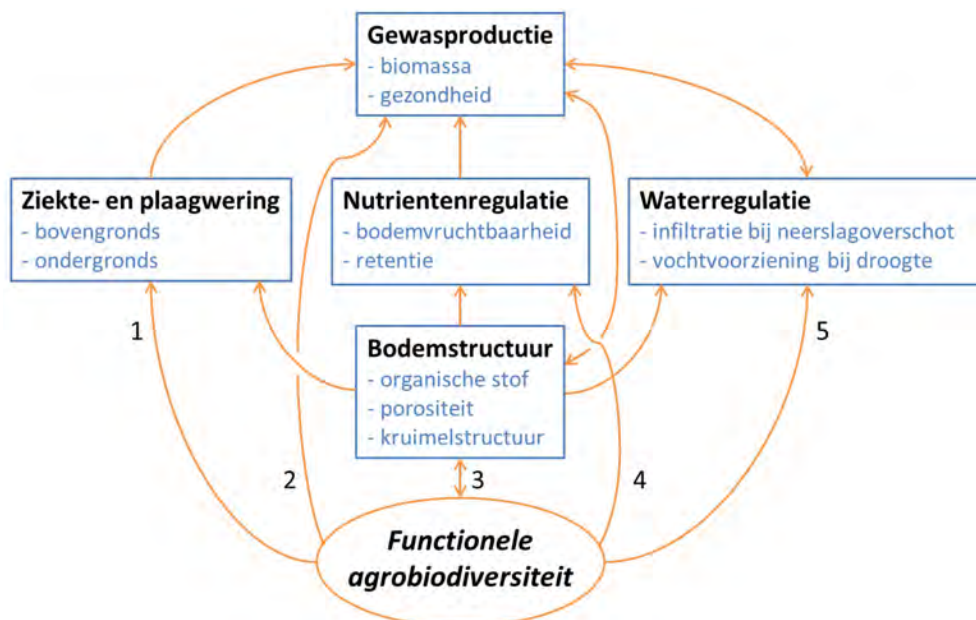 Gewasproductie
- biomassa
- gezondheid
Ziekte- en plaagwering
- bovengronds
- ondergronds
Nutrientenregulatie
- bodemvruchtbaarheid
- retentie
Waterregulatie
- infiltratie bij neerslagoverschot
- vochtvoorziening bij droogte
1
5
Bodemstructuur
- organische stof
- porositeit
- kruimelstructuur
2
3
4
Functionele
agrobiodiversiteit